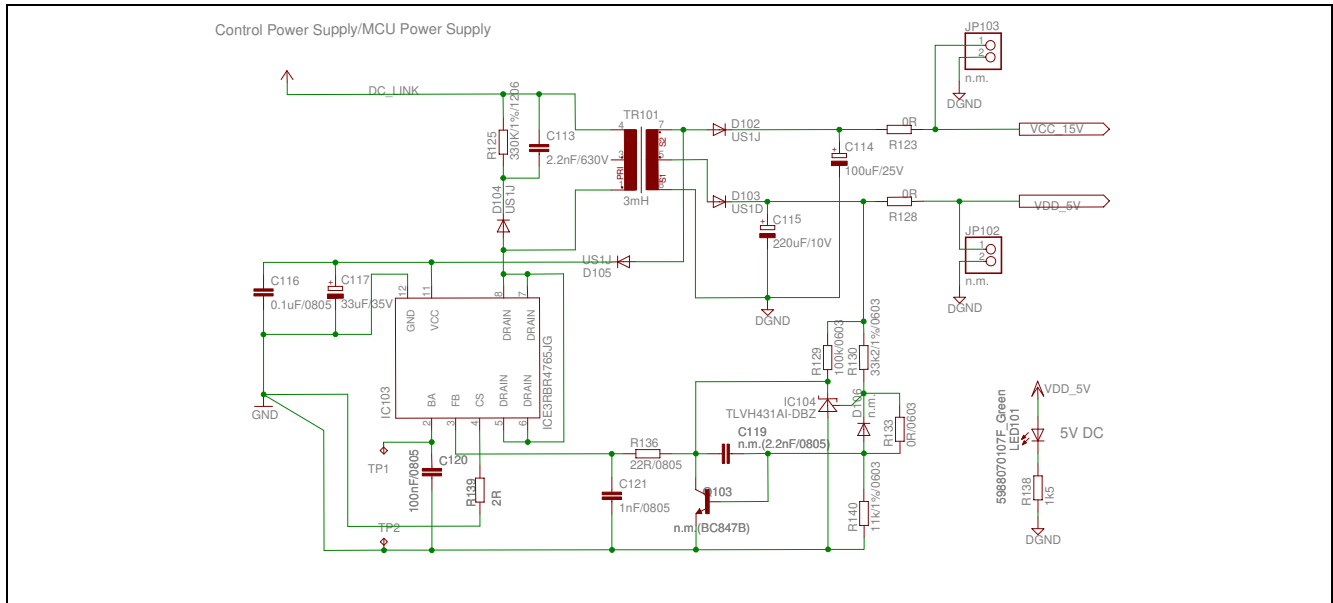 Control Power Supply/MCU Power Supply
JP103
1
2
n.m.
DGND
DC_LINK
TR101
4
7
3
5
1
6
PRI
S2
S1
3mH
R125
330K/1%/1206
C113
2.2nF/630V
D104
US1J
D102
US1J
C114
100uF/25V
0R
R123
VCC_15V
D103
US1D
C115
220uF/10V
0R
R128
VDD_5V
JP102
1
2
n.m.
DGND
DGND
US1J
D105
C116
0.1uF/0805
C117
33uF/35V
12
11
8
7
GND
VCC
DRAIN
DRAIN
IC103
ICE3RBR4765JG
BA
FB
CS
DRAIN
DRAIN
2
3
4
5
6
GND
R129
100k/0603
R130
33k2/1%/0603
IC104
TLVH431AI-DBZ
D106
n.m.
R133
0R/0603
VDD_5V
5988070107F_Green
LED101
5V DC
R138
1k5
DGND
C119
n.m.(2.2nF/0805)
R136
22R/0805
TP1
C120
100nF/0805
R139
2R
C121
1nF/0805
Q103
n.m.(BC847B)
R140
11k/1%/0603
TP2